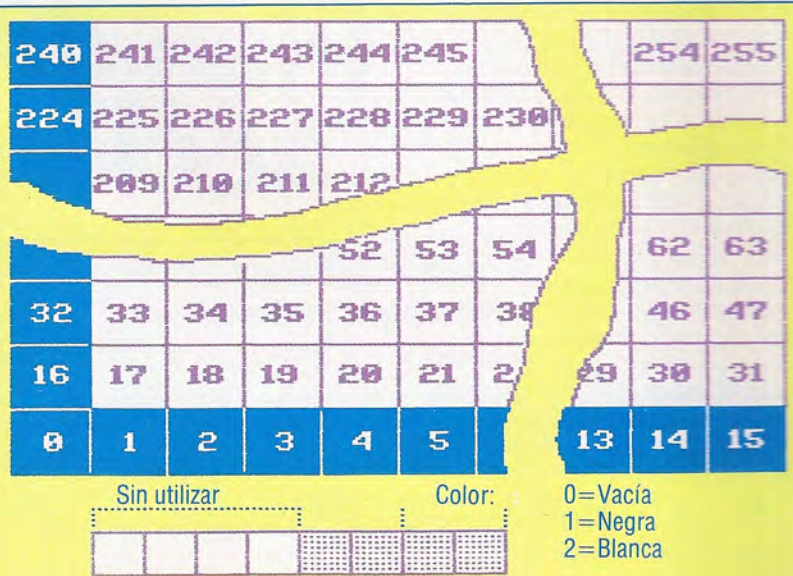 240 241 242 243 244 245 254 255
224 225 226 227 228 229 230
209 210 211 212
52 53 54 62 63
32 33 34 35 36 37 38 46 47
16 17 18 19 20 21 29 30 31
0 1 2 3 4 5 13 14 15
Sin utilizar Color: 0=Vacía
1=Negra
2=Blanca